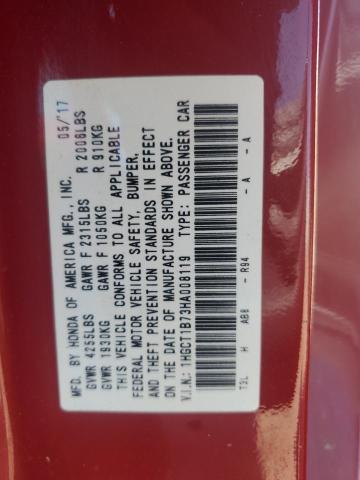 MFD. BY HONDA OF AMERICA MFG., INC. 05/'17
GVWR 4255LBS GAWR F 2315LBS R 2006LBS
GVWR 1930KG GAWR F 1050KG R 910KG
THIS VEHICLE CONFORMS TO ALL APPLICABLE
FEDERAL MOTOR VEHICLE SAFETY, BUMPER,
AND THEFT PREVENTION STANDARDS IN EFFECT
ON THE DATE OF MANUFACTURE SHOWN ABOVE.
V.I.N.: 1HGCT1B73HA008119 TYPE: PASSENGER CAR
T3L H AB8 - R94 - A - A